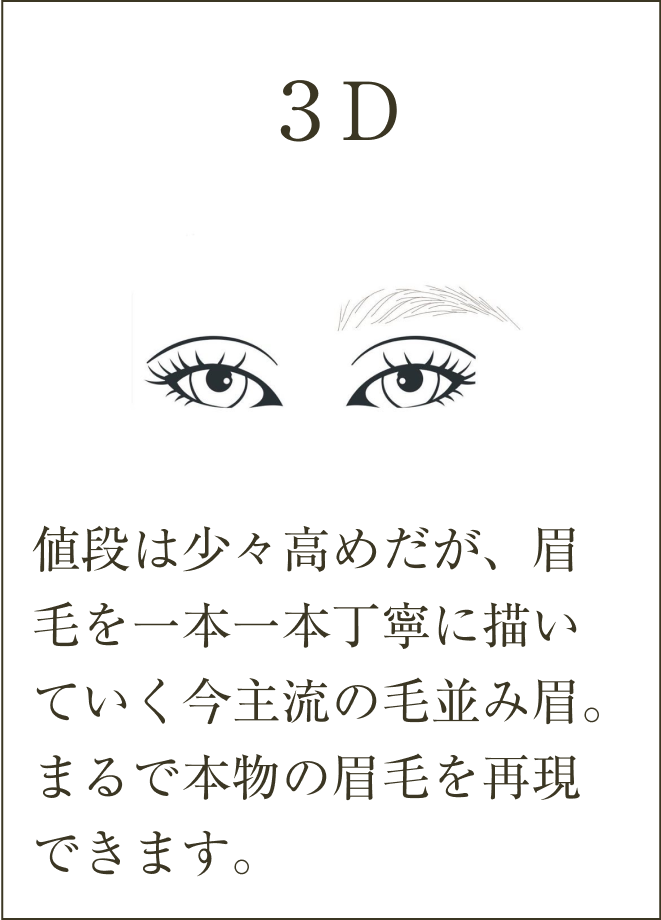 3D
値段は少々高めだが、眉
毛を一本一本丁寧に描い
ていく今主流の毛並み眉。
まるで本物の眉毛を再現
できます。